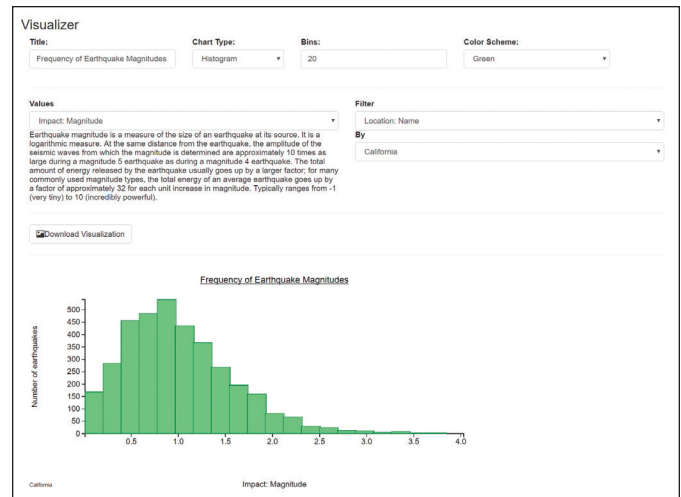 Visualizer
Title: Chart Type: Bins: Color Scheme:
Frequency of Earthquake Magnitudes Histogram 20 Green
Values Filter
Impact: Magnitude Location: Name
Earthquake magnitude is a measure of the size of an earthquake at its source. It is a
logarithmic measure. At the same distance from the earthquake, the amplitude of the
seismic waves from which the magnitude is determined are approximately 10 times as
large during a magnitude 5 earthquake as during a magnitude 4 earthquake. The total
amount of energy released by the earthquake usually goes up by a larger factor; for many
commonly used magnitude types, the total energy of an average earthquake goes up by
a factor of approximately 32 for each unit increase in magnitude. Typically ranges from -1
(very tiny) to 10 (incredibly powerful).
By
California
Download Visualization
Frequency of Earthquake Magnitudes
Number of earthquakes
500
450
400
350
300
250
200
150
100
50
0
0.5 1.0 1.5 2.0 2.5 3.0 3.5 4.0
California Impact: Magnitude